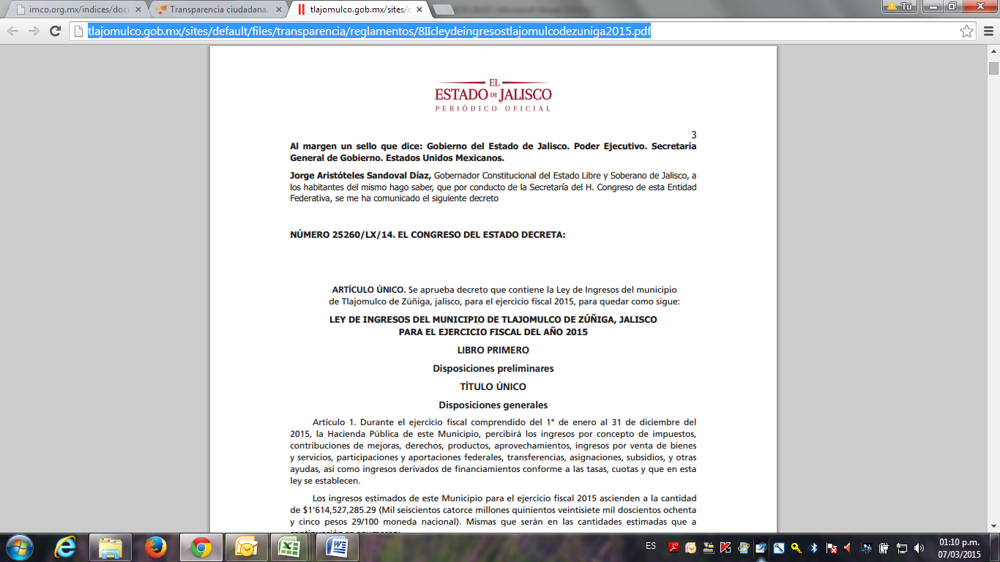 imco.org.mx/indices/docu
Transparencia ciudadana.
tlajomulco.gob.mx/sites/d
Tú
tlajomulco.gob.mx/sites/default/files/transparencia/reglamentos/8IIcleydeingresostlajomulcodezuniga2015.pdf
EL
ESTADO DE JALISCO
PERIÓDICO OFICIAL
3
Al margen un sello que dice: Gobierno del Estado de Jalisco. Poder Ejecutivo. Secretaría
General de Gobierno. Estados Unidos Mexicanos.
Jorge Aristóteles Sandoval Díaz, Gobernador Constitucional del Estado Libre y Soberano de Jalisco, a
los habitantes del mismo hago saber, que por conducto de la Secretaría del H. Congreso de esta Entidad
Federativa, se me ha comunicado el siguiente decreto
NÚMERO 25260/LX/14. EL CONGRESO DEL ESTADO DECRETA:
ARTÍCULO ÚNICO. Se aprueba decreto que contiene la Ley de Ingresos del municipio
de Tlajomulco de Zúñiga, jalisco, para el ejercicio fiscal 2015, para quedar como sigue:
LEY DE INGRESOS DEL MUNICIPIO DE TLAJOMULCO DE ZÚÑIGA, JALISCO
PARA EL EJERCICIO FISCAL DEL AÑO 2015
LIBRO PRIMERO
Disposiciones preliminares
TÍTULO ÚNICO
Disposiciones generales
Artículo 1. Durante el ejercicio fiscal comprendido del 1° de enero al 31 de diciembre del
2015, la Hacienda Pública de este Municipio, percibirá los ingresos por concepto de impuestos,
contribuciones de mejoras, derechos, productos, aprovechamientos, ingresos por venta de bienes
y servicios, participaciones y aportaciones federales, transferencias, asignaciones, subsidios, y otras
ayudas, así como ingresos derivados de financiamientos conforme a las tasas, cuotas y que en esta
ley se establecen.
Los ingresos estimados de este Municipio para el ejercicio fiscal 2015 ascienden a la cantidad
de $1'614,527,285.29 (Mil seiscientos catorce millones quinientos veintisiete mil doscientos ochenta
y cinco pesos 29/100 moneda nacional). Mismas que serán en las cantidades estimadas que a
ES
01:10 p.m.
07/03/2015